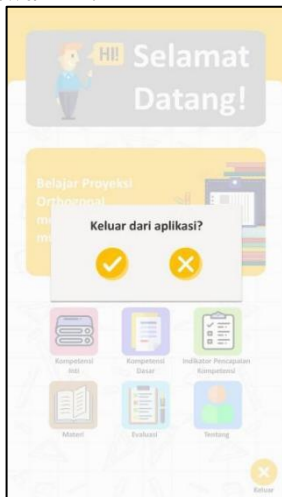 HI!
Selamat
Datang!
Belajar Proyeksi
Orthogonal
Keluar dari aplikasi?
Kompetensi
Inti
Kompetensi
Dasar
Indikator Pencapaian
Kompetensi
Materi
Evaluasi
Tentang
Keluar